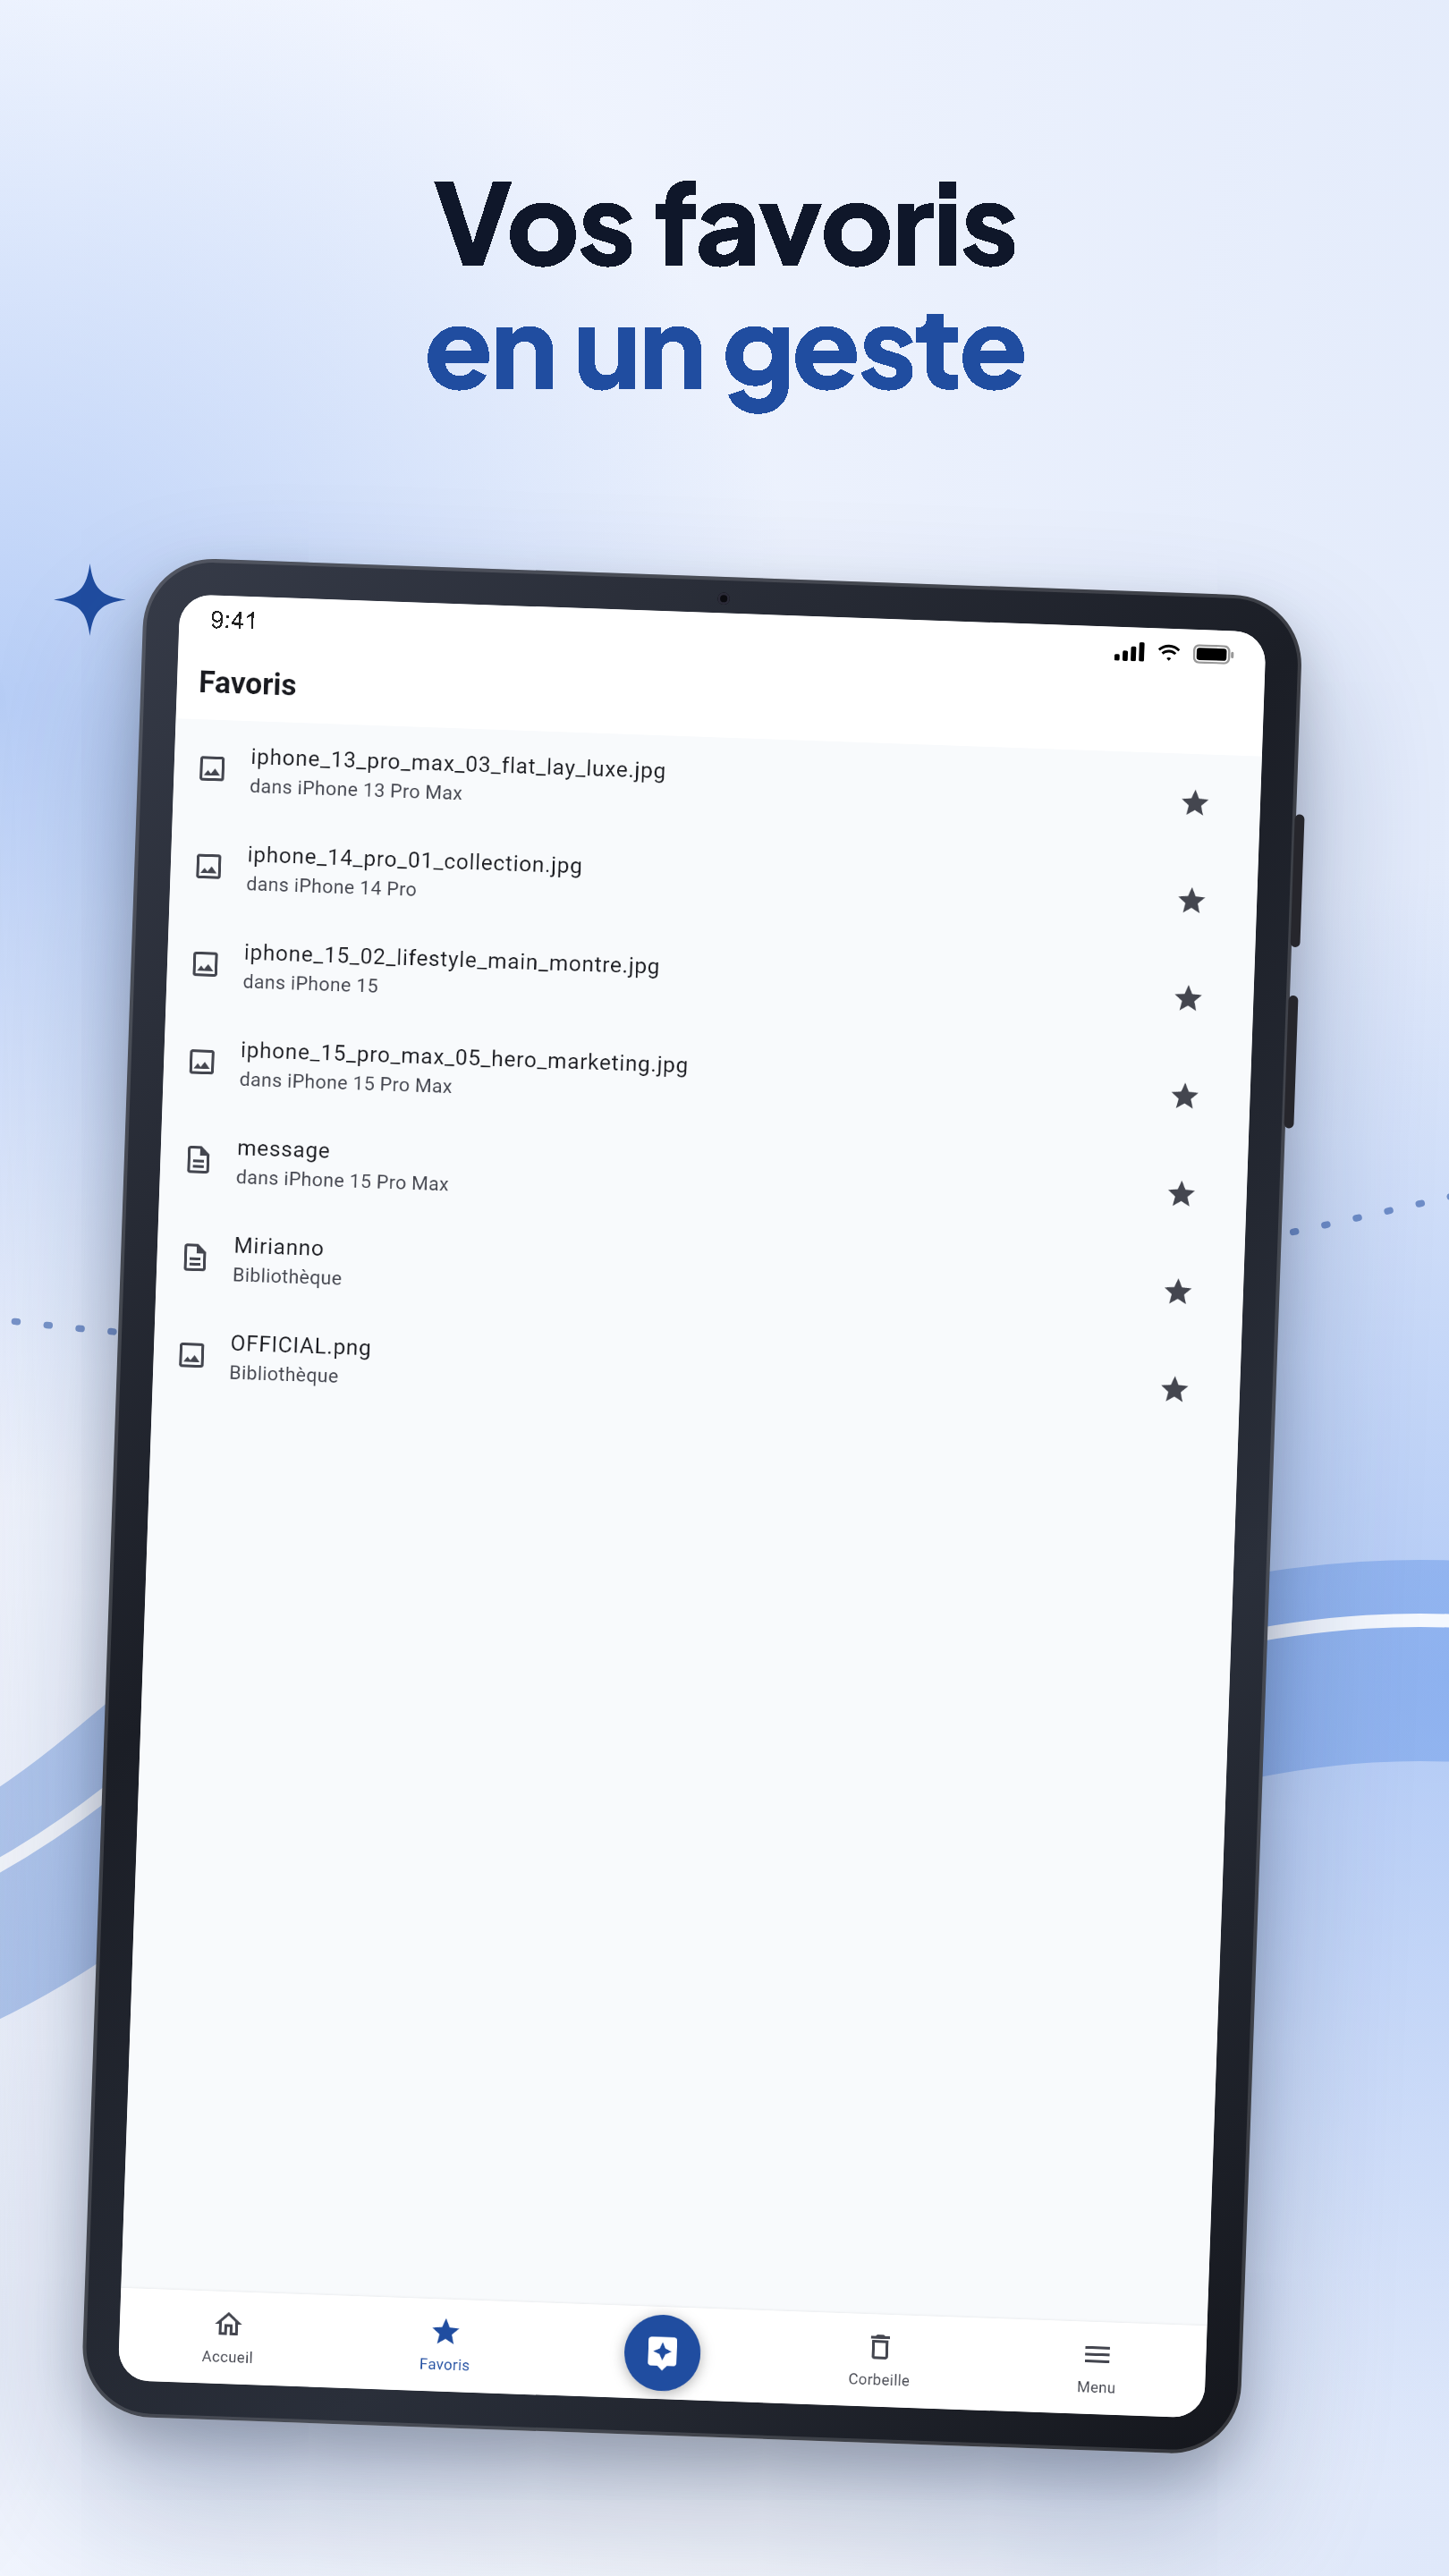 Vos favoris
en un geste
9:41
Favoris
iphone_13_pro_max_03_flat_lay_luxe.jpg
dans iPhone 13 Pro Max
iphone_14_pro_01_collection.jpg
dans iPhone 14 Pro
iphone_15_02_lifestyle_main_montre.jpg
dans iPhone 15
iphone_15_pro_max_05_hero_marketing.jpg
dans iPhone 15 Pro Max
message
dans iPhone 15 Pro Max
Mirianno
Bibliothèque
OFFICIAL.png
Bibliothèque
Accueil
Favoris
Corbeille
Menu